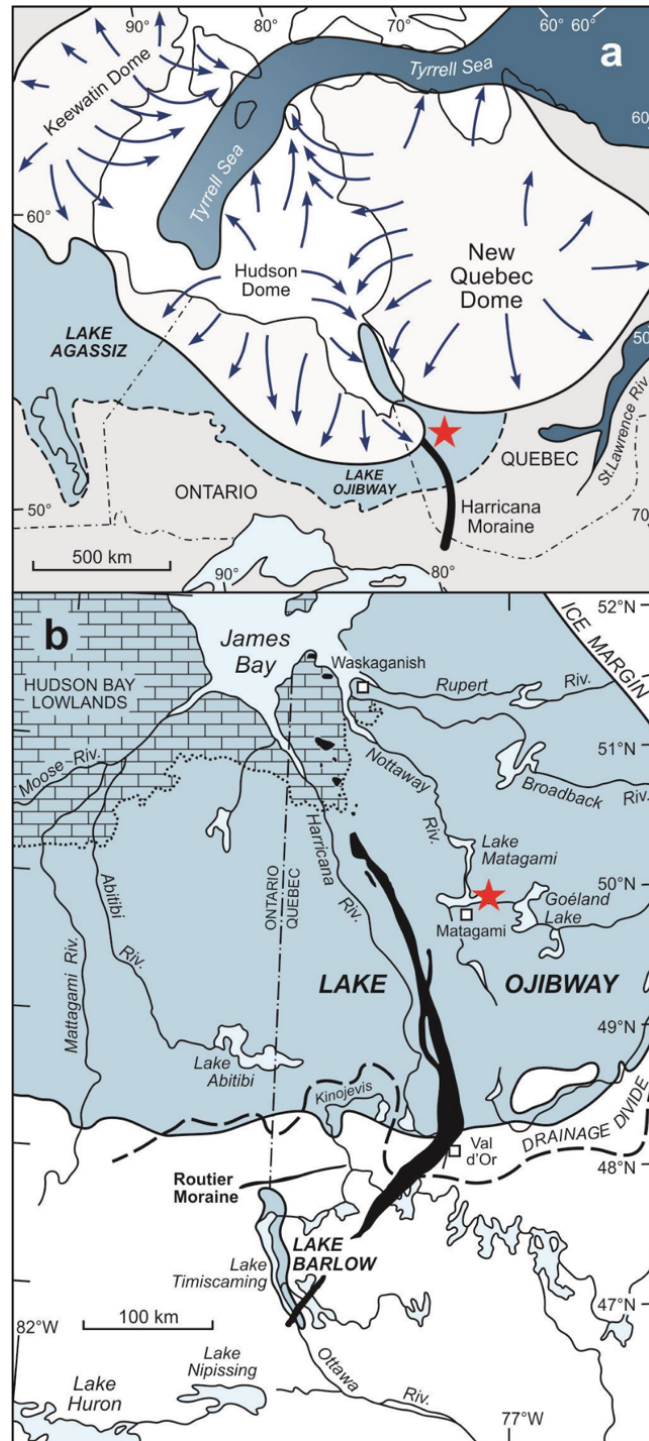 90°
80°
70°
60° 60
a
Tyrrell Sea
Keewatin Dome
60
Tyrrell Sea
60°
New
Quebec
Dome
Hudson
Dome
LAKE
AGASSIZ
50
St.Lawrence Riv.
QUEBEC
LAKE
OJIBWAY
ONTARIO
50°
Harricana
Moraine
70
500 km
90°
80°
b
James
Bay
52°N
ICE MARGIN
Waskaganish
HUDSON BAY
LOWLANDS
Rupert
Riv.
51°N
Moose Riv.
Nottaway
Riv.
Broadback
Riv.
Harricana
Riv.
Lake
Matagami
Abitibi
Riv.
ONTARIO
QUEBEC
50°N
Goéland
Lake
Matagami
Mattagami Riv.
LAKE
OJIBWAY
49°N
Lake
Abitibi
Kinojevis
DRAINAGE DIVIDE
Val
d'Or
48°N
Routier
Moraine
LAKE
BARLOW
Lake
Timiscaming
47°N
100 km
82°W
Lake
Nipissing
Ottawa
Riv.
Lake
Huron
77°W